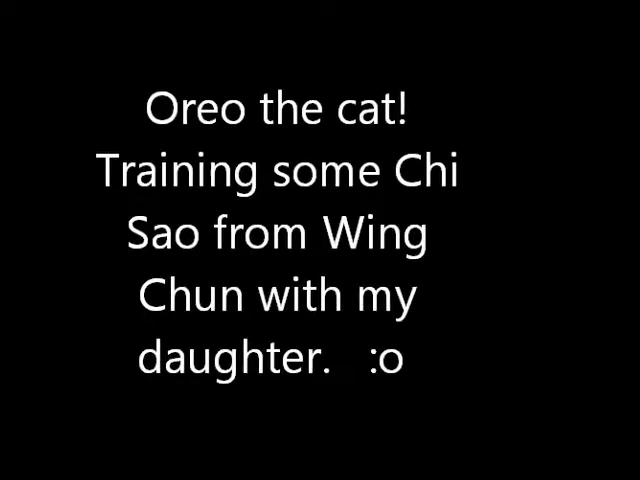 Oreo the cat!
Training some Chi
Sao from Wing
Chun with my
daughter.   :o